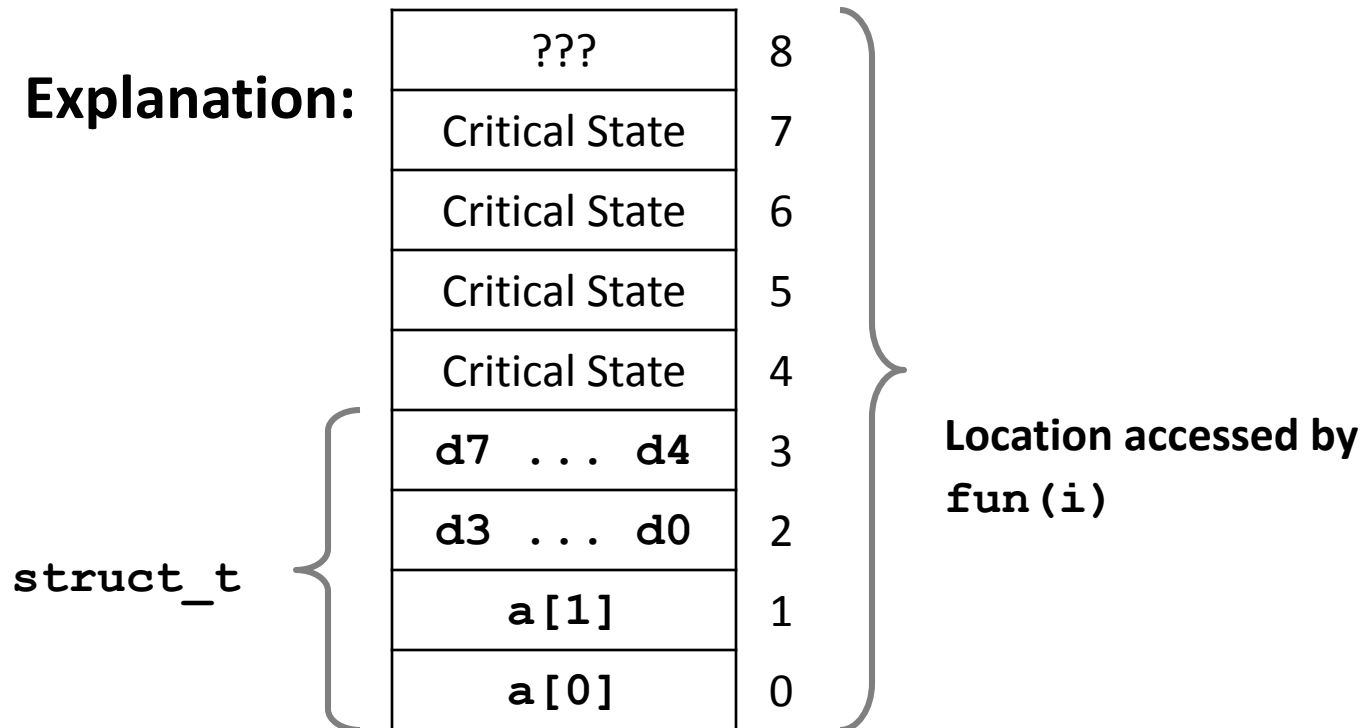 ??? 8
Explanation:
Critical State 7
Critical State 6
Critical State 5
Critical State 4
d7 ... d4 3
Location accessed by
fun(i)
d3 ... d0 2
struct_t
a[1] 1
a[0] 0